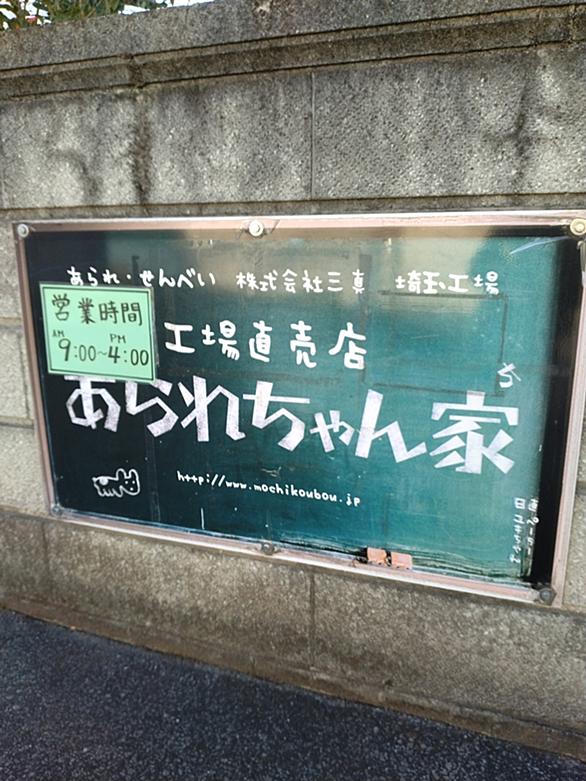 あられ・せんべい 株式会社三真 埼玉工場
営業時間
AM 9:00~PM 4:00
工場直売店
あられちゃん家
http://www.mochikoubou.jp